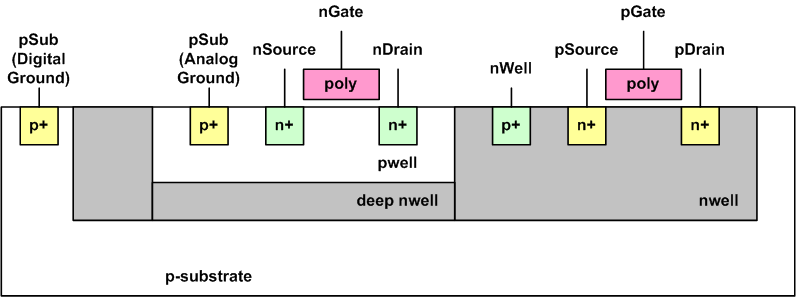 nGate
pGate
pSub
(Digital
Ground)
pSub
(Analog
Ground)
nSource
nDrain
nWell
pSource
pDrain
poly
poly
p+
p+
n+
n+
p+
n+
n+
pwell
deep nwell
nwell
p-substrate